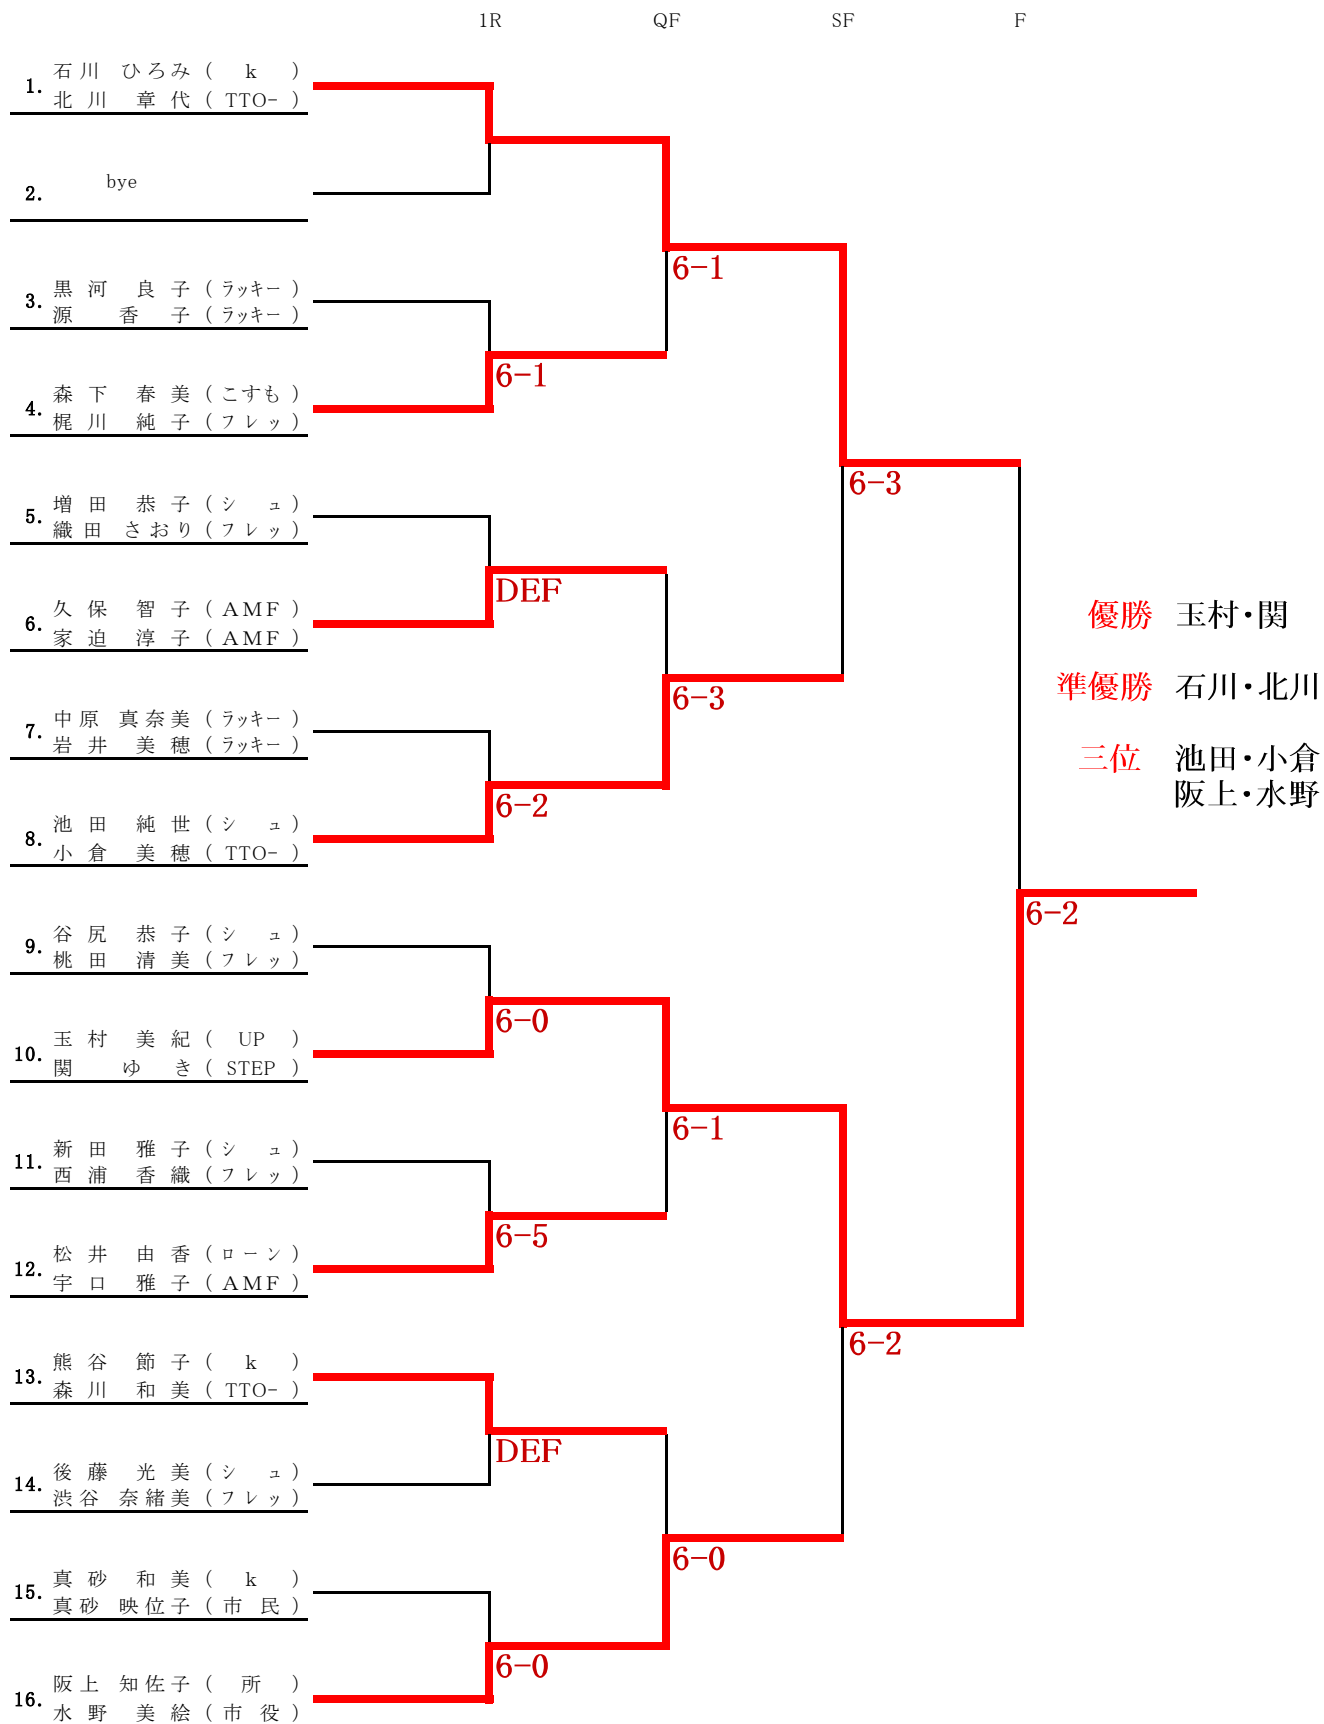 1R QF SF F
1. 石川 ひろみ ( k )
北川 章代 ( TTO- )
2. bye
3. 黒河 良子 ( ラッキー )
源 香子 ( ラッキー )
4. 森下 春美 ( こすも )
梶川 純子 ( フレッ )
5. 増田 恭子 ( シュ )
織田 さおり ( フレッ )
6. 久保 智子 ( AMF )
家迫 淳子 ( AMF )
7. 中原 真奈美 ( ラッキー )
岩井 美穂 ( ラッキー )
8. 池田 純世 ( シュ )
小倉 美穂 ( TTO- )
9. 谷尻 恭子 ( シュ )
桃田 清美 ( フレッ )
10. 玉村 美紀 ( UP )
関 ゆき ( STEP )
11. 新田 雅子 ( シュ )
西浦 香織 ( フレッ )
12. 松井 由香 ( ローン )
宇口 雅子 ( AMF )
13. 熊谷 節子 ( k )
森川 和美 ( TTO- )
14. 後藤 光美 ( シュ )
渋谷 奈緒美 ( フレッ )
15. 真砂 和美 ( k )
真砂 映位子 ( 市民 )
16. 阪上 知佐子 ( 所 )
水野 美絵 ( 市役 )
6-1
DEF
6-2
6-0
6-5
DEF
6-0
6-1
6-3
6-1
6-0
6-3
6-2
6-2
優勝 玉村・関
準優勝 石川・北川
三位 池田・小倉
阪上・水野